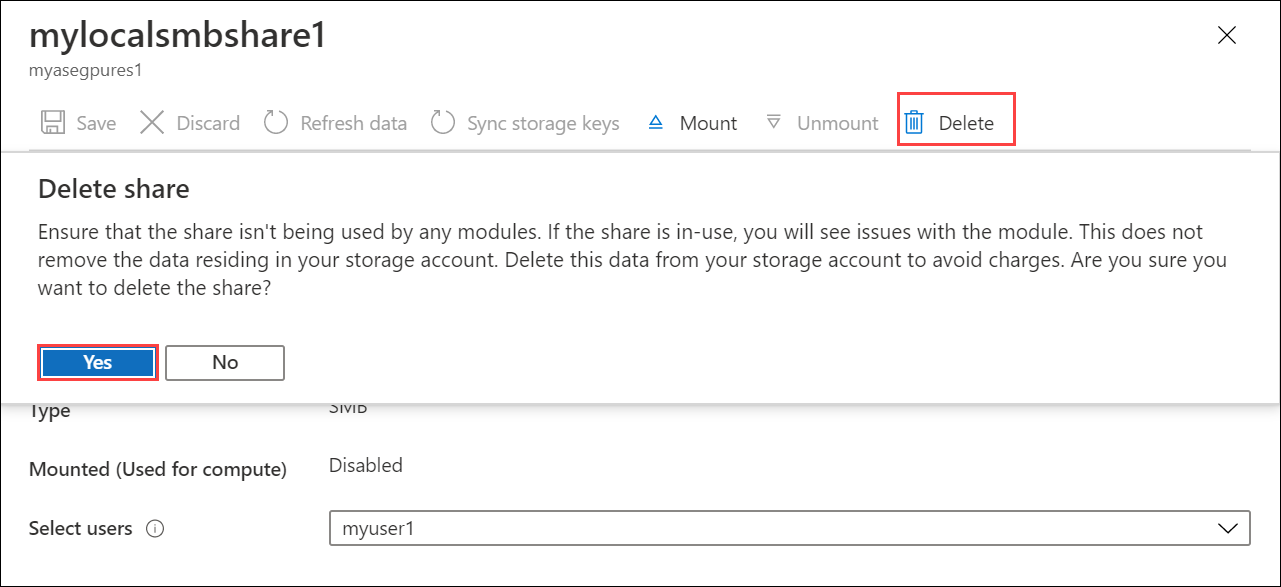 mylocalsmbshare1
myasegpures1
Save Discard Refresh data Sync storage keys Mount Unmount Delete
Delete share
Ensure that the share isn't being used by any modules. If the share is in-use, you will see issues with the module. This does not
remove the data residing in your storage account. Delete this data from your storage account to avoid charges. Are you sure you
want to delete the share?
Yes No
Type SMB
Mounted (Used for compute) Disabled
Select users myuser1